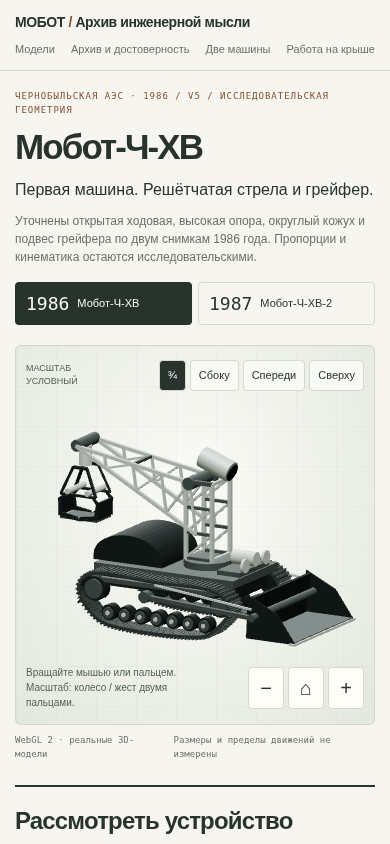 МОБОТ / Архив инженерной мысли
Модели Архив и достоверность Две машины Работа на крыше
ЧЕРНОБЫЛЬСКАЯ АЭС · 1986 / V5 / ИССЛЕДОВАТЕЛЬСКАЯ
ГЕОМЕТРИЯ
Мобот-Ч-ХВ
Первая машина. Решётчатая стрела и грейфер.
Уточнены открытая ходовая, высокая опора, округлый кожух и
подвес грейфера по двум снимкам 1986 года. Пропорции и
кинематика остаются исследовательскими.
1986 Мобот-Ч-ХВ
1987 Мобот-Ч-ХВ-2
МАСШТАБ
УСЛОВНЫЙ
¾ Сбоку Спереди Сверху
Вращайте мышью или пальцем.
Масштаб: колесо / жест двумя
пальцами.
− ⌂ +
WebGL 2 · реальные 3D-
модели
Размеры и пределы движений не
измерены
Рассмотреть устройство